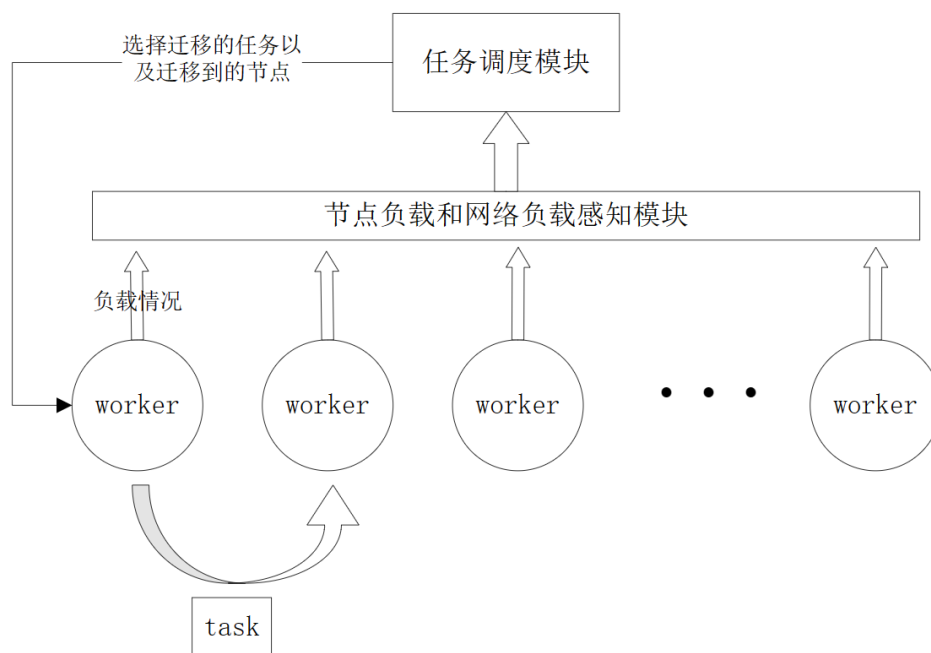 选择迁移的任务以
及迁移到的节点
任务调度模块
节点负载和网络负载感知模块
负载情况
worker
worker
worker
worker
task